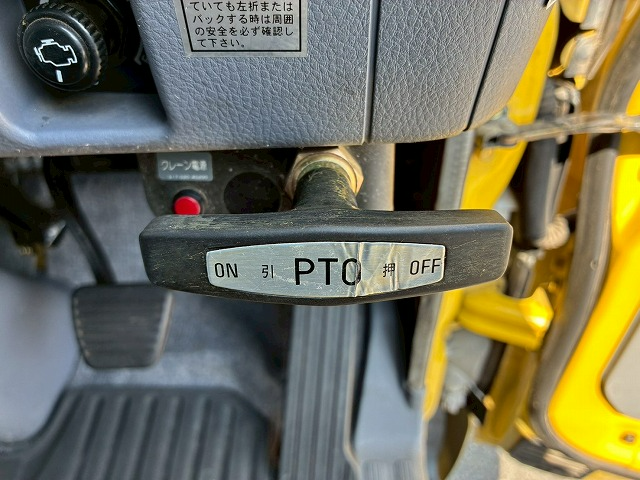 ていても左折または
バックする時は周囲
の安全を必ず確認し
て下さい。
クレーン電源
ON 引 PTO 押 OFF